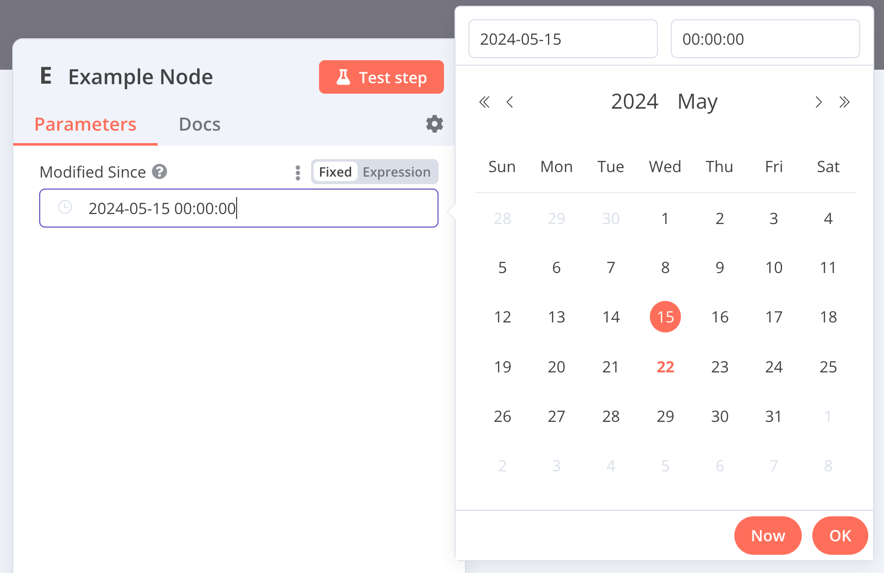 E Example Node
Test step
Parameters Docs
Modified Since ?
Fixed Expression
2024-05-15 00:00:00
2024-05-15 00:00:00
2024 May
Sun Mon Tue Wed Thu Fri Sat
28 29 30 1 2 3 4
5 6 7 8 9 10 11
12 13 14 15 16 17 18
19 20 21 22 23 24 25
26 27 28 29 30 31 1
2 3 4 5 6 7 8
Now OK